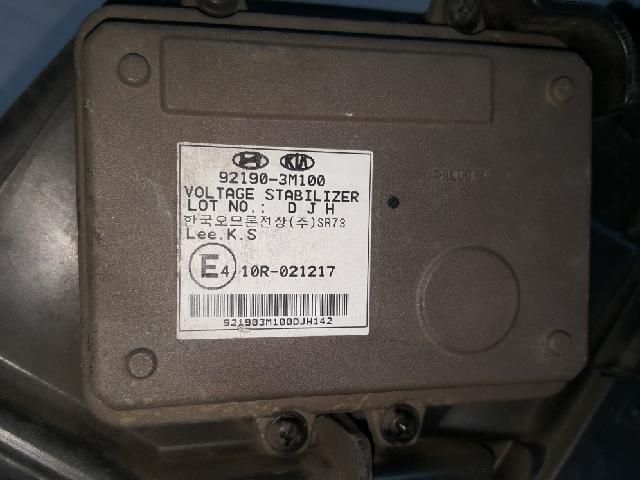 KIA
92190-3M100
VOLTAGE STABILIZER
LOT NO.: D J H
한국오므론전장(주)SR73
Lee.K.S
E4 10R-021217
921903M100DJH142